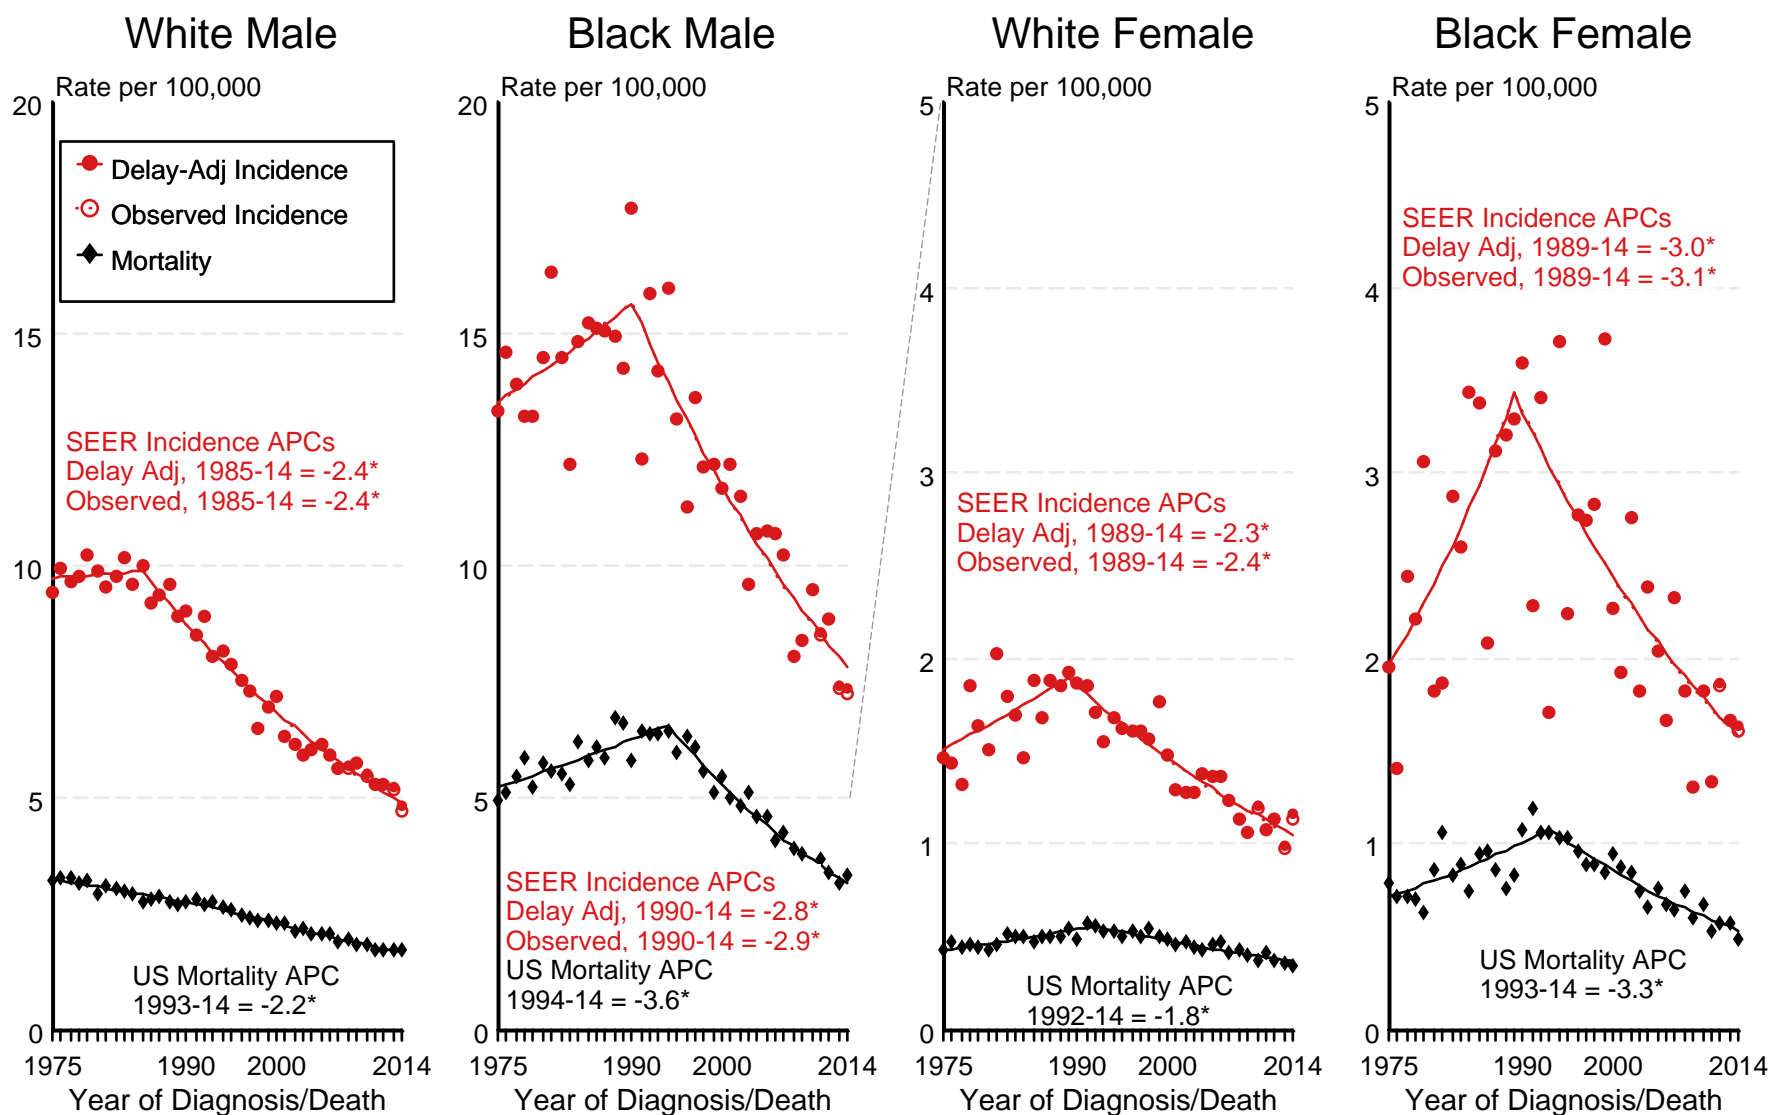 White Male
Rate per 100,000
20
15
10
5
0
Delay-Adj Incidence
Observed Incidence
Mortality
SEER Incidence APCs
Delay Adj, 1985-14 = -2.4*
Observed, 1985-14 = -2.4*
US Mortality APC
1993-14 = -2.2*
1975 1990 2000 2014
Year of Diagnosis/Death
Black Male
Rate per 100,000
20
15
10
5
0
SEER Incidence APCs
Delay Adj, 1990-14 = -2.8*
Observed, 1990-14 = -2.9*
US Mortality APC
1994-14 = -3.6*
1975 1990 2000 2014
Year of Diagnosis/Death
White Female
Rate per 100,000
5
4
3
2
1
0
SEER Incidence APCs
Delay Adj, 1989-14 = -2.3*
Observed, 1989-14 = -2.4*
US Mortality APC
1992-14 = -1.8*
1975 1990 2000 2014
Year of Diagnosis/Death
Black Female
Rate per 100,000
5
4
3
2
1
0
SEER Incidence APCs
Delay Adj, 1989-14 = -3.0*
Observed, 1989-14 = -3.1*
US Mortality APC
1993-14 = -3.3*
1975 1990 2000 2014
Year of Diagnosis/Death